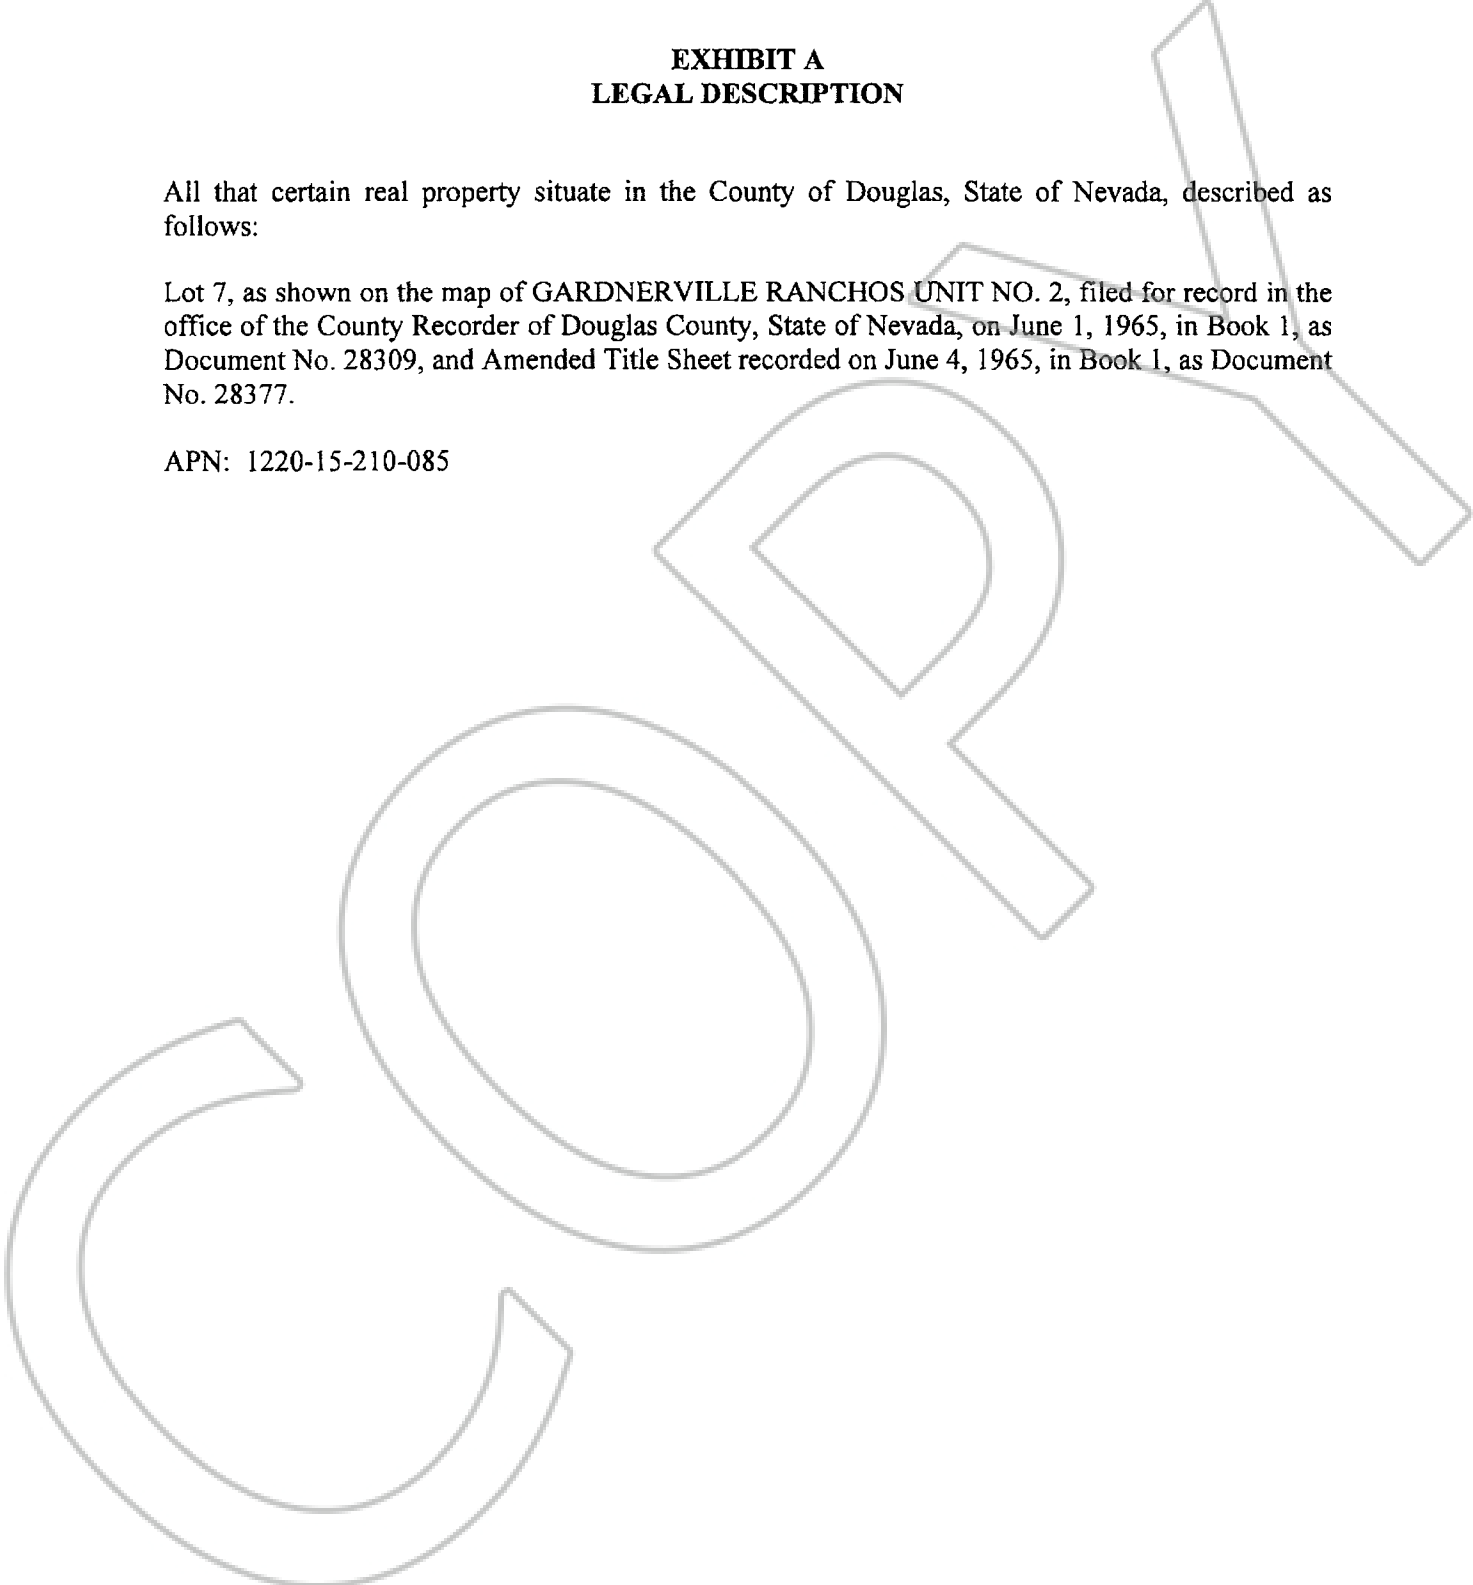 EXHIBIT A
LEGAL DESCRIPTION
All that certain real property situate in the County of Douglas, State of Nevada, described as
follows:
Lot 7, as shown on the map of GARDNERVILLE RANCHOS UNIT NO. 2, filed for record in the
office of the County Recorder of Douglas County, State of Nevada, on June 1, 1965, in Book 1, as
Document No. 28309, and Amended Title Sheet recorded on June 4, 1965, in Book 1, as Document
No. 28377.
APN: 1220-15-210-085
COPY